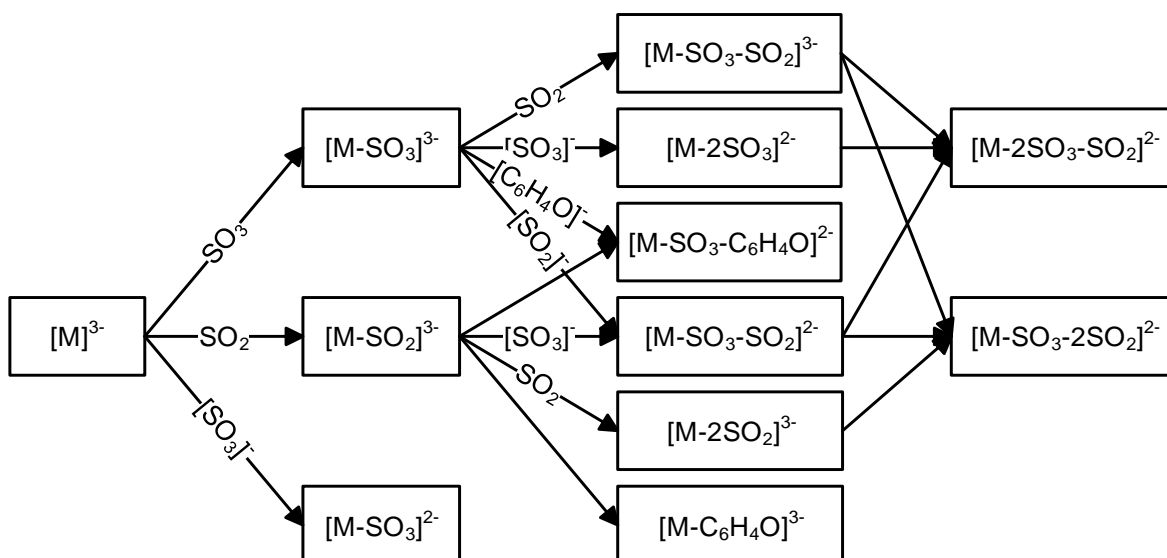 [M-SO₃-SO₂]³⁻
SO₂
[M-SO₃]³⁻
[SO₃]⁻
[M-2SO₃]²⁻
[M-2SO₃-SO₂]²⁻
[C₆H₄O]⁻
SO₃
[SO₂]⁻
[M-SO₃-C₆H₄O]²⁻
[M]³⁻
SO₂
[M-SO₂]³⁻
[SO₃]⁻
[M-SO₃-SO₂]²⁻
[M-SO₃-2SO₂]²⁻
SO₂
[SO₃]⁻
[M-2SO₂]³⁻
[M-SO₃]²⁻
[M-C₆H₄O]³⁻